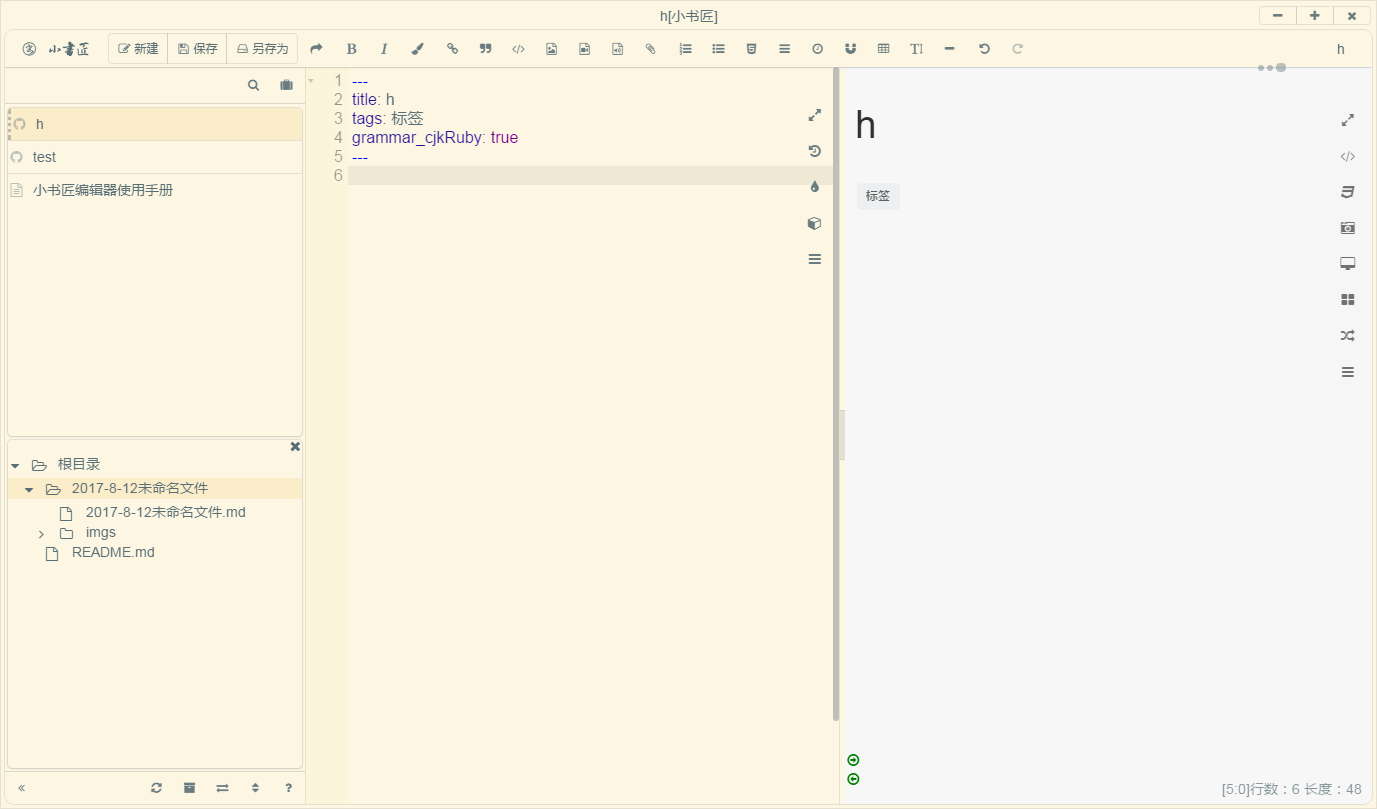 h[小书匠]
小书匠 新建 保存 另存为 B I TI h
h
test
小书匠编辑器使用手册
根目录
2017-8-12未命名文件
2017-8-12未命名文件.md
imgs
README.md
1 ---
2 title: h
3 tags: 标签
4 grammar_cjkRuby: true
5 ---
6
h
标签
[5:0]行数：6 长度：48